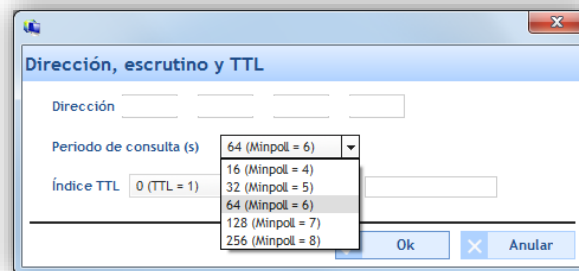 Dirección, escrutino y TTL
Dirección
Periodo de consulta (s) 64 (Minpoll = 6)
16 (Minpoll = 4)
Índice TTL 0 (TTL = 1) 32 (Minpoll = 5)
64 (Minpoll = 6)
128 (Minpoll = 7)
256 (Minpoll = 8)
Ok Anular